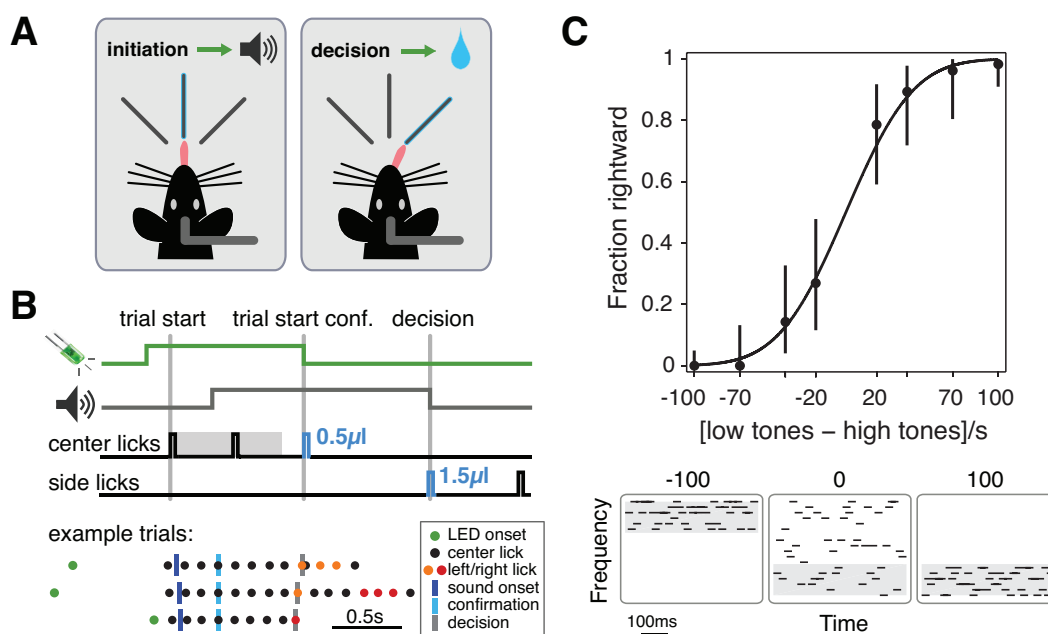 A
initiation
decision
B
trial start
trial start conf.
decision
center licks
0.5µl
side licks
1.5µl
example trials:
LED onset
center lick
left/right lick
sound onset
confirmation
decision
0.5s
C
Fraction rightward
1
0.8
0.6
0.4
0.2
0
-100 -70 -20 20 70 100
[low tones – high tones]/s
-100 0 100
Frequency
100ms
Time